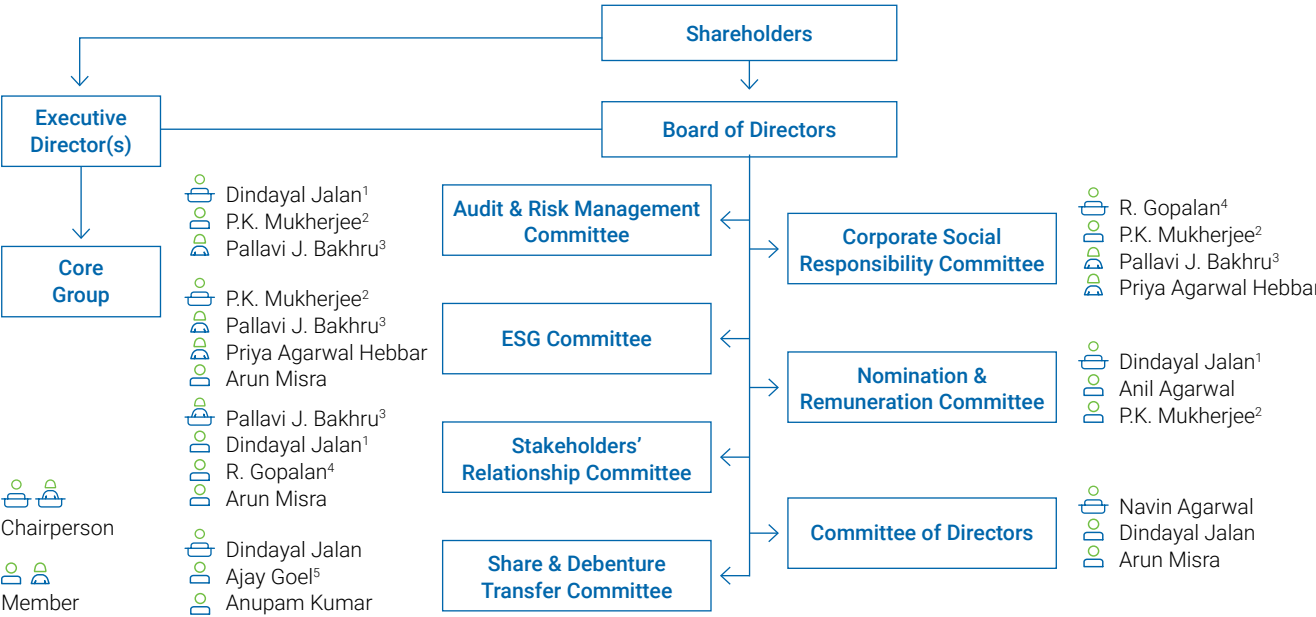 Shareholders
Executive
Director(s)
Board of Directors
Core
Group
Dindayal Jalan¹
P.K. Mukherjee²
Pallavi J. Bakhru³
Audit & Risk Management
Committee
Corporate Social
Responsibility Committee
R. Gopalan⁴
P.K. Mukherjee²
Pallavi J. Bakhru³
Priya Agarwal Hebbar
P.K. Mukherjee²
Pallavi J. Bakhru³
Priya Agarwal Hebbar
Arun Misra
ESG Committee
Nomination &
Remuneration Committee
Dindayal Jalan¹
Anil Agarwal
P.K. Mukherjee²
Pallavi J. Bakhru³
Dindayal Jalan¹
R. Gopalan⁴
Arun Misra
Stakeholders’
Relationship Committee
Committee of Directors
Navin Agarwal
Dindayal Jalan
Arun Misra
Dindayal Jalan
Ajay Goel⁵
Anupam Kumar
Share & Debenture
Transfer Committee
Chairperson
Member